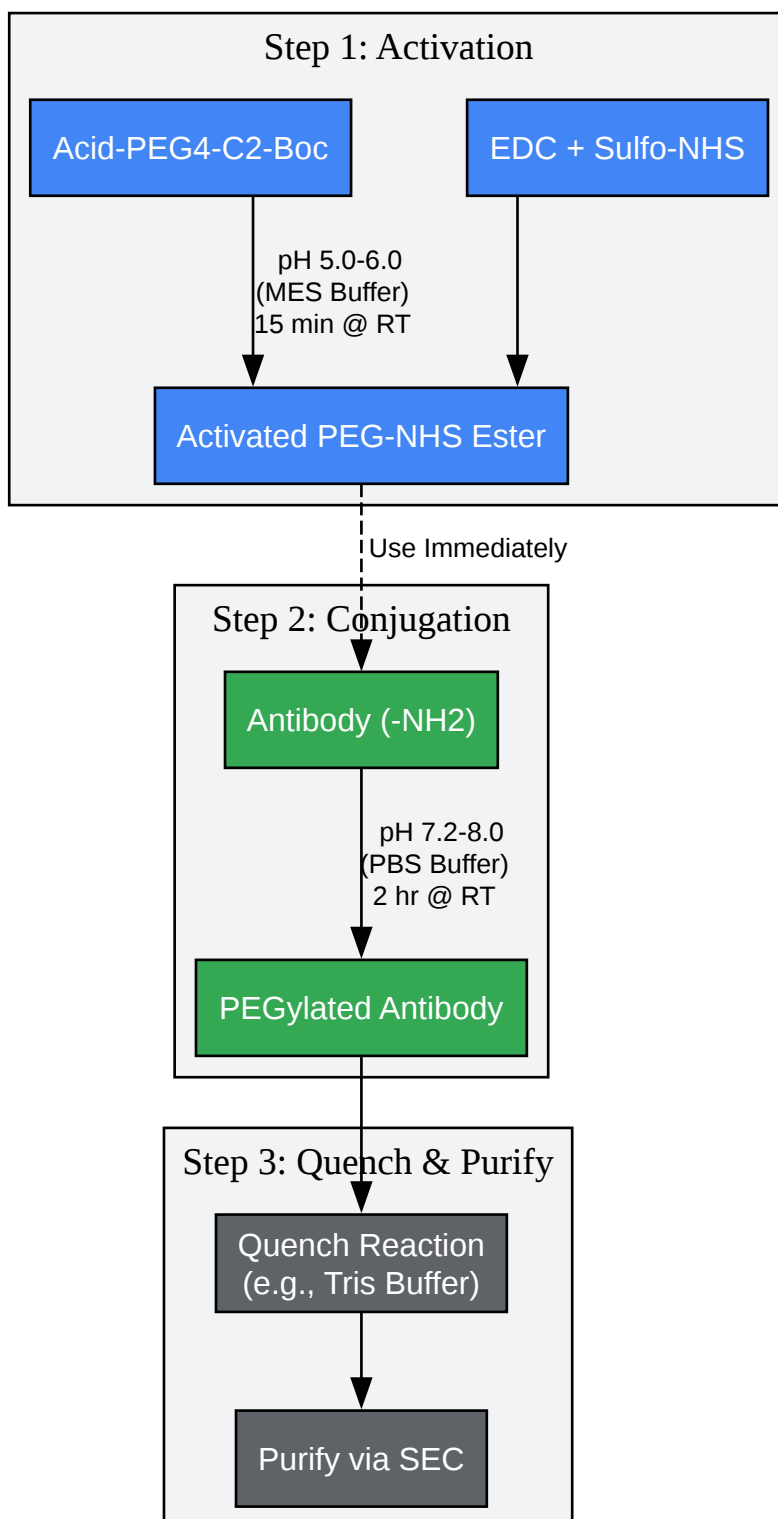 Step 1: Activation
Acid-PEG4-C2-Boc
EDC + Sulfo-NHS
pH 5.0-6.0
(MES Buffer)
15 min @ RT
Activated PEG-NHS Ester
Use Immediately
Step 2: Conjugation
Antibody (-NH2)
pH 7.2-8.0
(PBS Buffer)
2 hr @ RT
PEGylated Antibody
Step 3: Quench & Purify
Quench Reaction
(e.g., Tris Buffer)
Purify via SEC